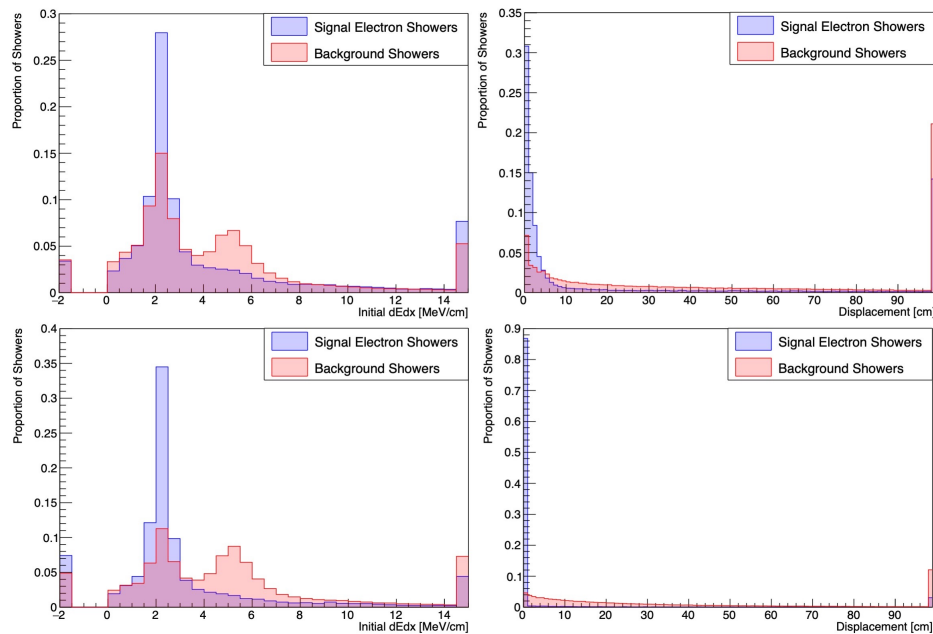 Proportion of Showers
0.3
0.25
0.2
0.15
0.1
0.05
0
Signal Electron Showers
Background Showers
−2 0 2 4 6 8 10 12 14
Initial dEdx [MeV/cm]
Proportion of Showers
0.35
0.3
0.25
0.2
0.15
0.1
0.05
0
Signal Electron Showers
Background Showers
0 10 20 30 40 50 60 70 80 90
Displacement [cm]
Proportion of Showers
0.4
0.35
0.3
0.25
0.2
0.15
0.1
0.05
0
Signal Electron Showers
Background Showers
−2 0 2 4 6 8 10 12 14
Initial dEdx [MeV/cm]
Proportion of Showers
0.9
0.8
0.7
0.6
0.5
0.4
0.3
0.2
0.1
0
Signal Electron Showers
Background Showers
0 10 20 30 40 50 60 70 80 90
Displacement [cm]